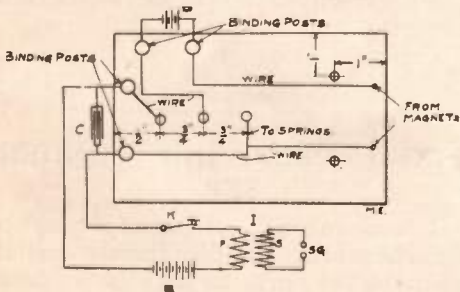 B
BINDING POSTS
BINDING POSTS
WIRE
1"
1"
FROM
MAGNETS
WIRE
C
1/2"
3/4"
3/4"
TO SPRINGS
WIRE
M.E.
K
I
P
S
SG
B